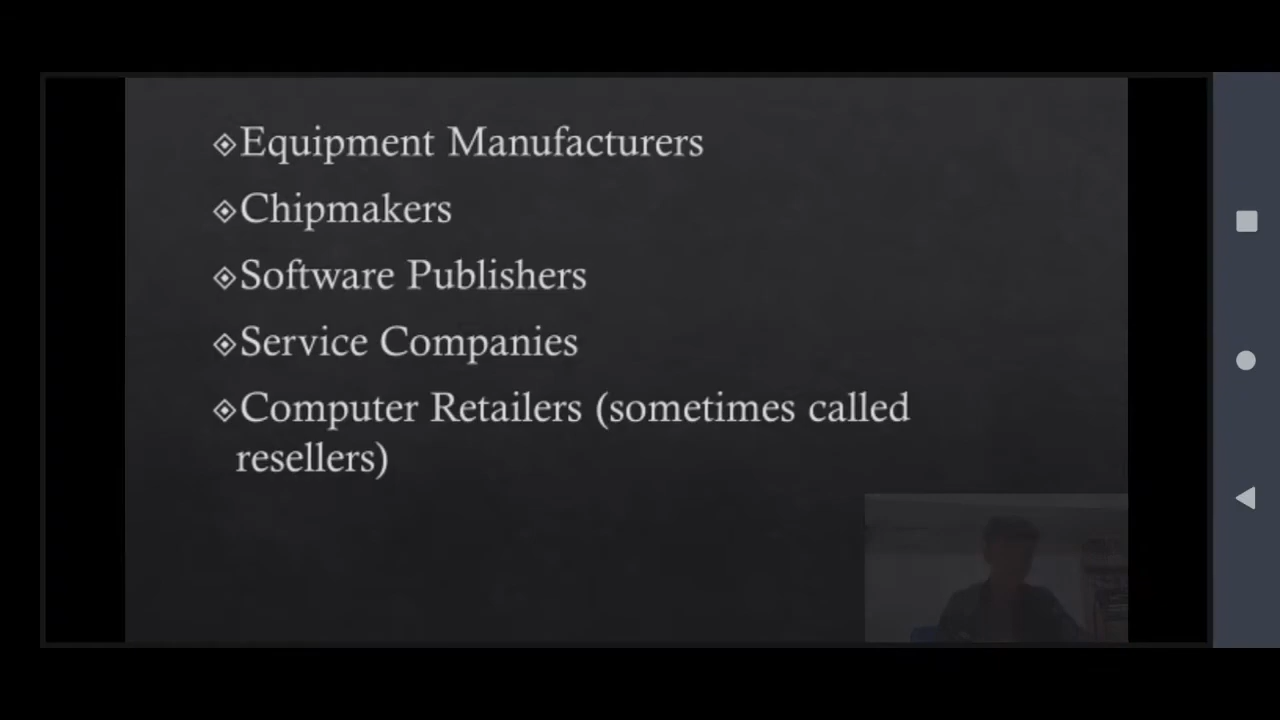 Equipment Manufacturers
Chipmakers
Software Publishers
Service Companies
Computer Retailers (sometimes called
resellers)